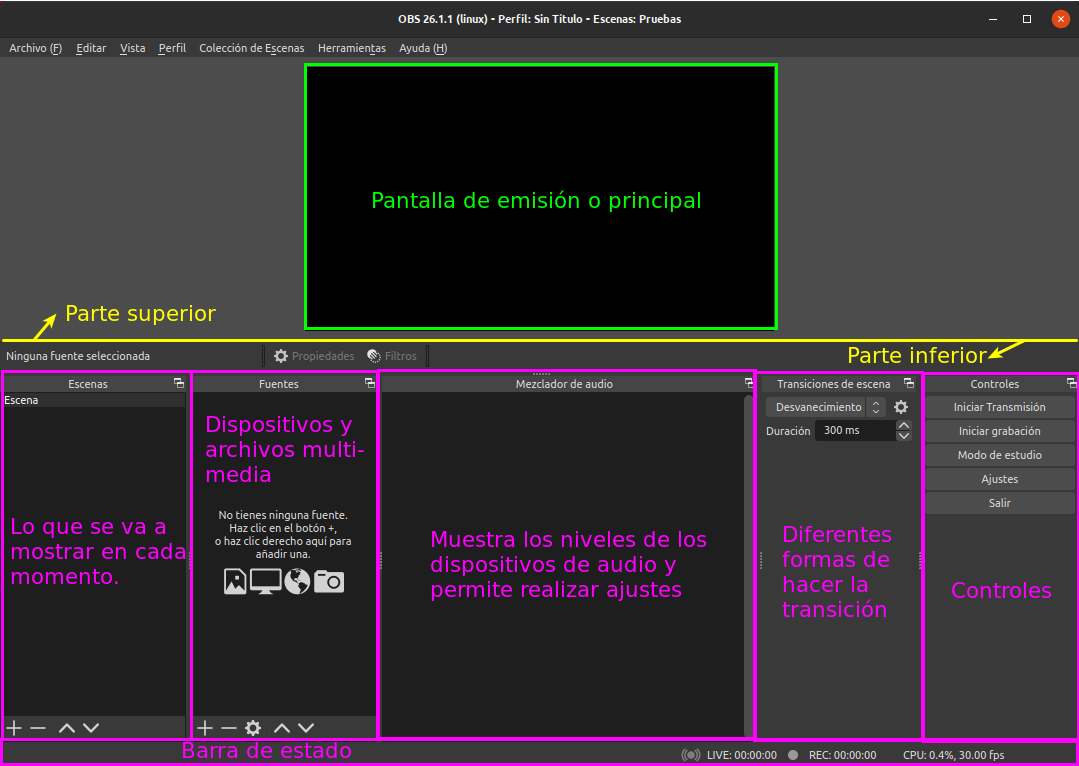 OBS 26.1.1 (linux) - Perfil: Sin Título - Escenas: Pruebas
Archivo (F) Editar Vista Perfil Colección de Escenas Herramientas Ayuda (H)
Pantalla de emisión o principal
Parte superior
Parte inferior
Ninguna fuente seleccionada Propiedades Filtros
Escenas
Escena
Lo que se va a
mostrar en cada
momento.
Fuentes
Dispositivos y
archivos multi-
media
No tienes ninguna fuente.
Haz clic en el botón +,
o haz clic derecho aquí para
añadir una.
Mezclador de audio
Muestra los niveles de los
dispositivos de audio y
permite realizar ajustes
Transiciones de escena
Desvanecimiento
Duración 300 ms
Diferentes
formas de
hacer la
transición
Controles
Iniciar Transmisión
Iniciar grabación
Modo de estudio
Ajustes
Salir
Controles
Barra de estado
LIVE: 00:00:00 REC: 00:00:00 CPU: 0.4%, 30.00 fps